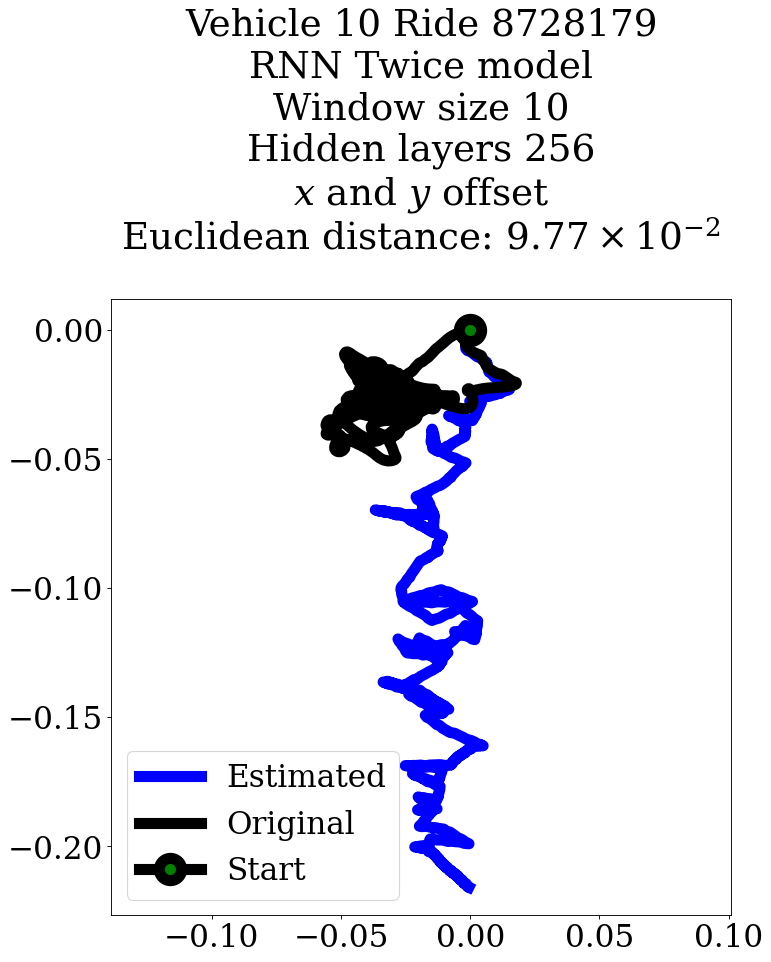 Vehicle 10 Ride 8728179
RNN Twice model
Window size 10
Hidden layers 256
x and y offset
Euclidean distance: 9.77 × 10⁻²
0.00
−0.05
−0.10
−0.15
−0.20
Estimated
Original
Start
−0.10 −0.05 0.00 0.05 0.10